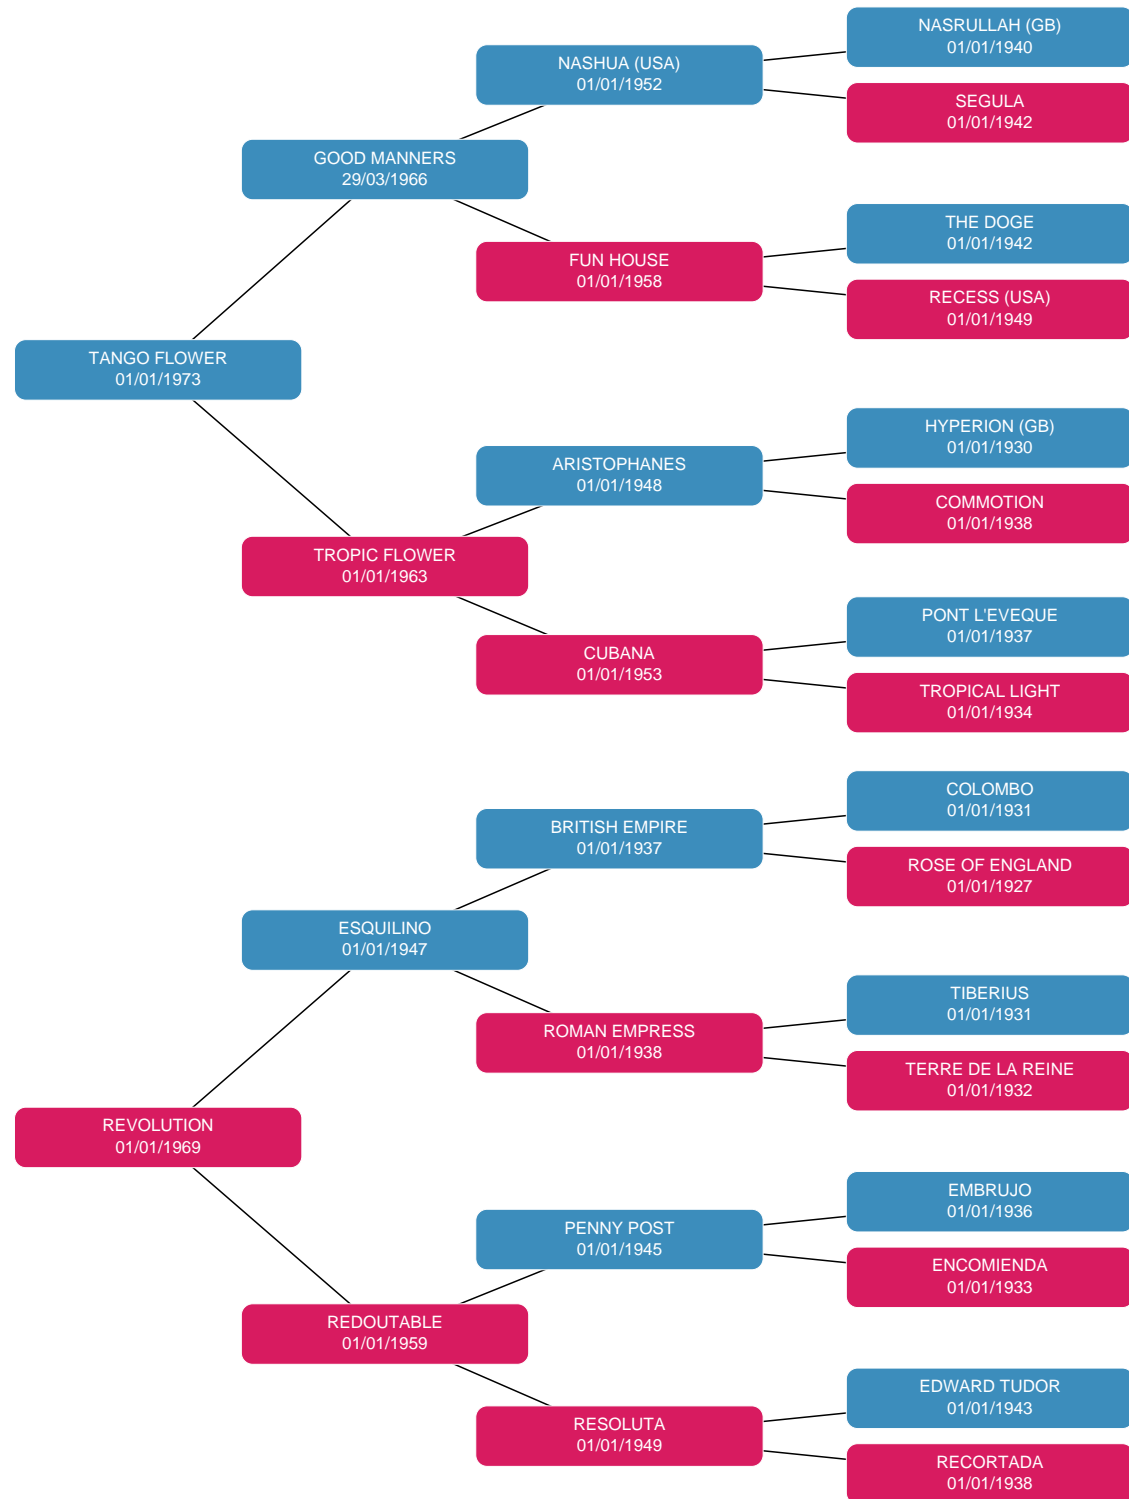 NASRULLAH (GB)
01/01/1940
NASHUA (USA)
01/01/1952
SEGULA
01/01/1942
GOOD MANNERS
29/03/1966
THE DOGE
01/01/1942
FUN HOUSE
01/01/1958
RECESS (USA)
01/01/1949
TANGO FLOWER
01/01/1973
HYPERION (GB)
01/01/1930
ARISTOPHANES
01/01/1948
COMMOTION
01/01/1938
TROPIC FLOWER
01/01/1963
PONT L'EVEQUE
01/01/1937
CUBANA
01/01/1953
TROPICAL LIGHT
01/01/1934
COLOMBO
01/01/1931
BRITISH EMPIRE
01/01/1937
ROSE OF ENGLAND
01/01/1927
ESQUILINO
01/01/1947
TIBERIUS
01/01/1931
ROMAN EMPRESS
01/01/1938
TERRE DE LA REINE
01/01/1932
REVOLUTION
01/01/1969
EMBRUJO
01/01/1936
PENNY POST
01/01/1945
ENCOMIENDA
01/01/1933
REDOUTABLE
01/01/1959
EDWARD TUDOR
01/01/1943
RESOLUTA
01/01/1949
RECORTADA
01/01/1938